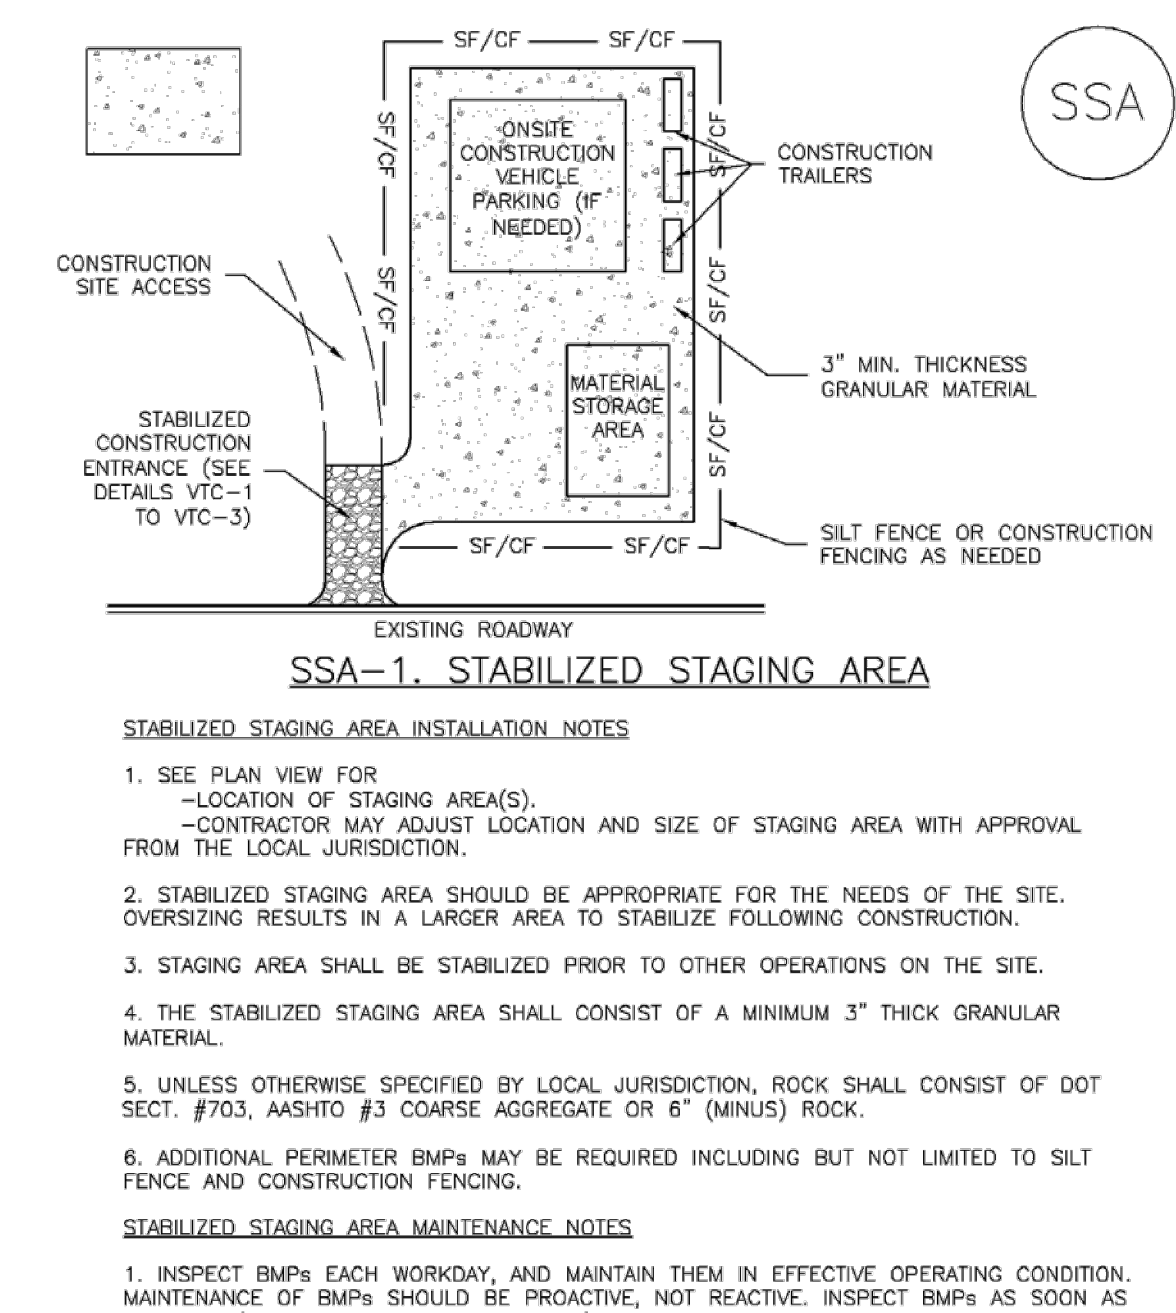 SF/CF SF/CF
SSA
SF/CF
SF/CF
ONSITE
CONSTRUCTION
VEHICLE
PARKING (IF
NEEDED)
CONSTRUCTION
TRAILERS
CONSTRUCTION
SITE ACCESS
SF/CF
SF/CF
3" MIN. THICKNESS
GRANULAR MATERIAL
MATERIAL
STORAGE
AREA
STABILIZED
CONSTRUCTION
ENTRANCE (SEE
DETAILS VTC-1
TO VTC-3)
SF/CF
SILT FENCE OR CONSTRUCTION
FENCING AS NEEDED
SF/CF SF/CF
EXISTING ROADWAY
SSA-1. STABILIZED STAGING AREA
STABILIZED STAGING AREA INSTALLATION NOTES
1. SEE PLAN VIEW FOR
-LOCATION OF STAGING AREA(S).
-CONTRACTOR MAY ADJUST LOCATION AND SIZE OF STAGING AREA WITH APPROVAL
FROM THE LOCAL JURISDICTION.
2. STABILIZED STAGING AREA SHOULD BE APPROPRIATE FOR THE NEEDS OF THE SITE.
OVERSIZING RESULTS IN A LARGER AREA TO STABILIZE FOLLOWING CONSTRUCTION.
3. STAGING AREA SHALL BE STABILIZED PRIOR TO OTHER OPERATIONS ON THE SITE.
4. THE STABILIZED STAGING AREA SHALL CONSIST OF A MINIMUM 3" THICK GRANULAR
MATERIAL.
5. UNLESS OTHERWISE SPECIFIED BY LOCAL JURISDICTION, ROCK SHALL CONSIST OF DOT
SECT. #703, AASHTO #3 COARSE AGGREGATE OR 6" (MINUS) ROCK.
6. ADDITIONAL PERIMETER BMPs MAY BE REQUIRED INCLUDING BUT NOT LIMITED TO SILT
FENCE AND CONSTRUCTION FENCING.
STABILIZED STAGING AREA MAINTENANCE NOTES
1. INSPECT BMPs EACH WORKDAY, AND MAINTAIN THEM IN EFFECTIVE OPERATING CONDITION.
MAINTENANCE OF BMPs SHOULD BE PROACTIVE, NOT REACTIVE. INSPECT BMPs AS SOON AS